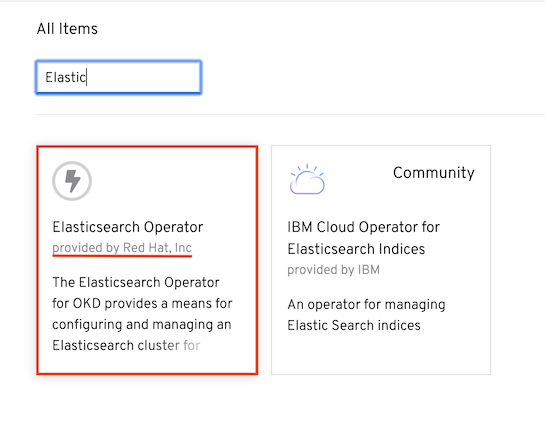 All Items
Elastic
Elasticsearch Operator
provided by Red Hat, Inc
The Elasticsearch Operator
for OKD provides a means for
configuring and managing an
Elasticsearch cluster for
Community
IBM Cloud Operator for
Elasticsearch Indices
provided by IBM
An operator for managing
Elastic Search indices